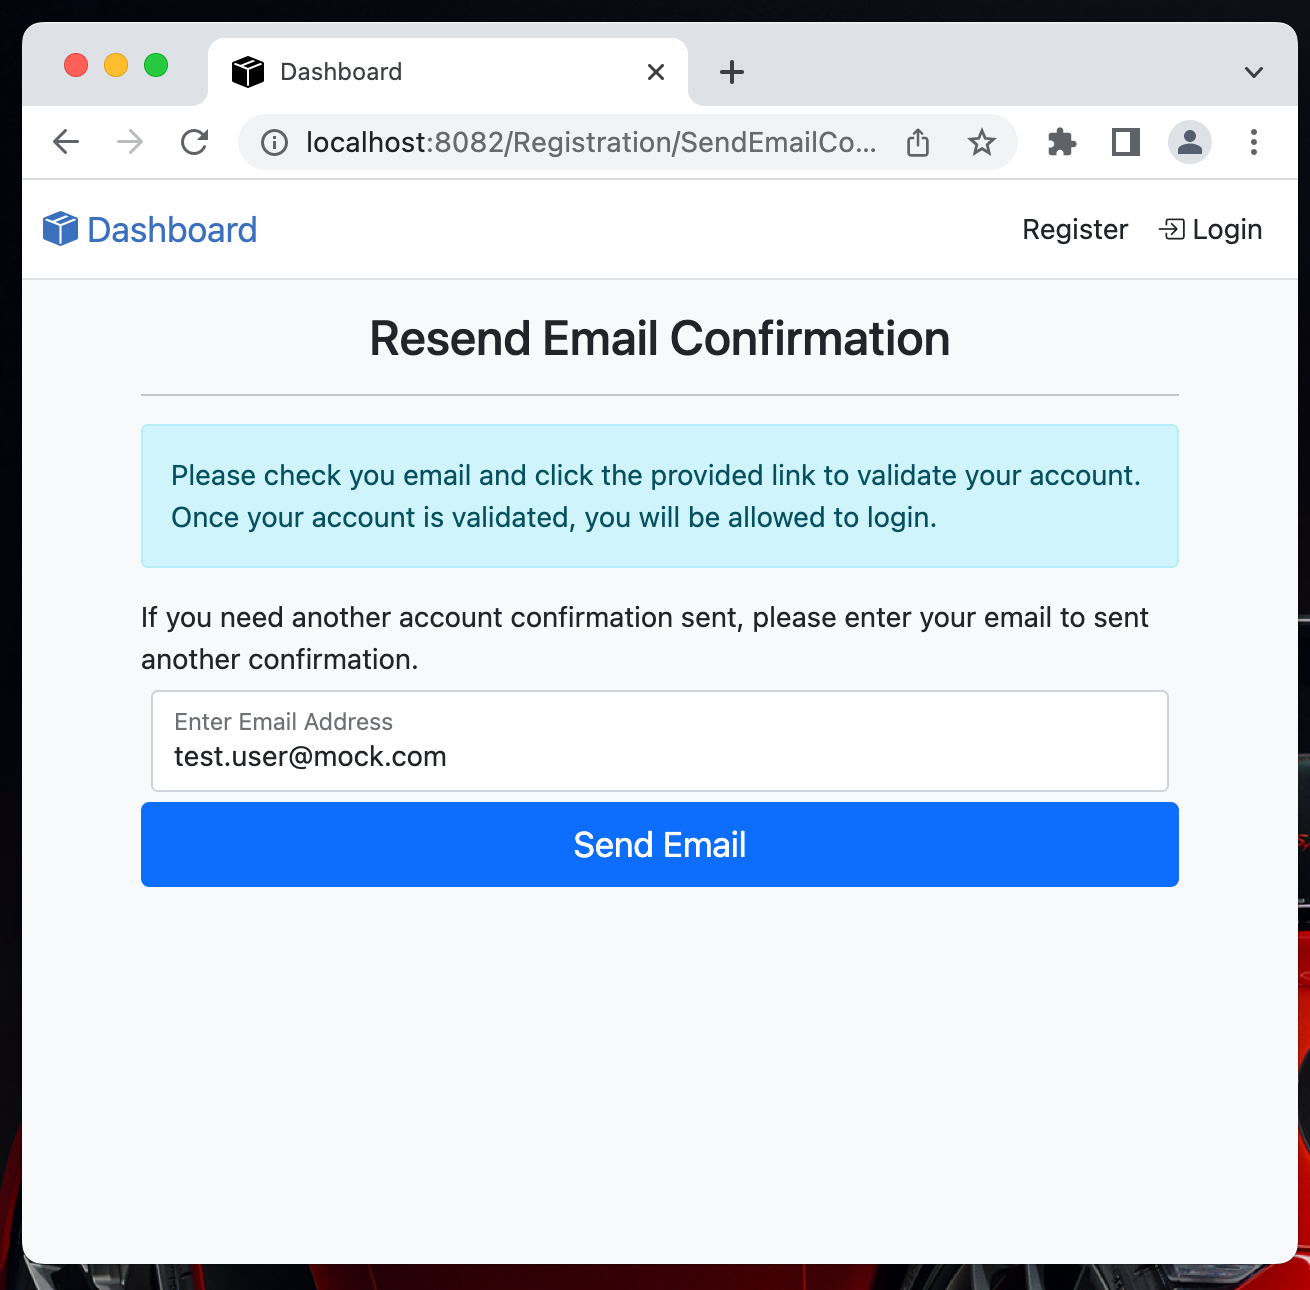 Dashboard
localhost:8082/Registration/SendEmailCo...
Dashboard
Register
Login
Resend Email Confirmation
Please check you email and click the provided link to validate your account.
Once your account is validated, you will be allowed to login.
If you need another account confirmation sent, please enter your email to sent
another confirmation.
Enter Email Address
test.user@mock.com
Send Email